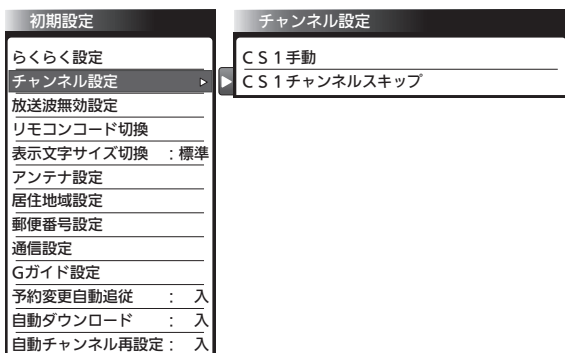 初期設定
らくらく設定
チャンネル設定
放送波無効設定
リモコンコード切換
表示文字サイズ切換 ：標準
アンテナ設定
居住地域設定
郵便番号設定
通信設定
Gガイド設定
予約変更自動追従 ： 入
自動ダウンロード ： 入
自動チャンネル再設定： 入
チャンネル設定
ＣＳ１手動
ＣＳ１チャンネルスキップ